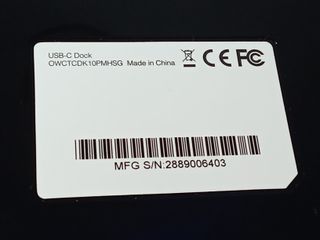 USB-C Dock
OWCTCDK10PMHSG Made in China
CE FC
MFG S/N:2889006403